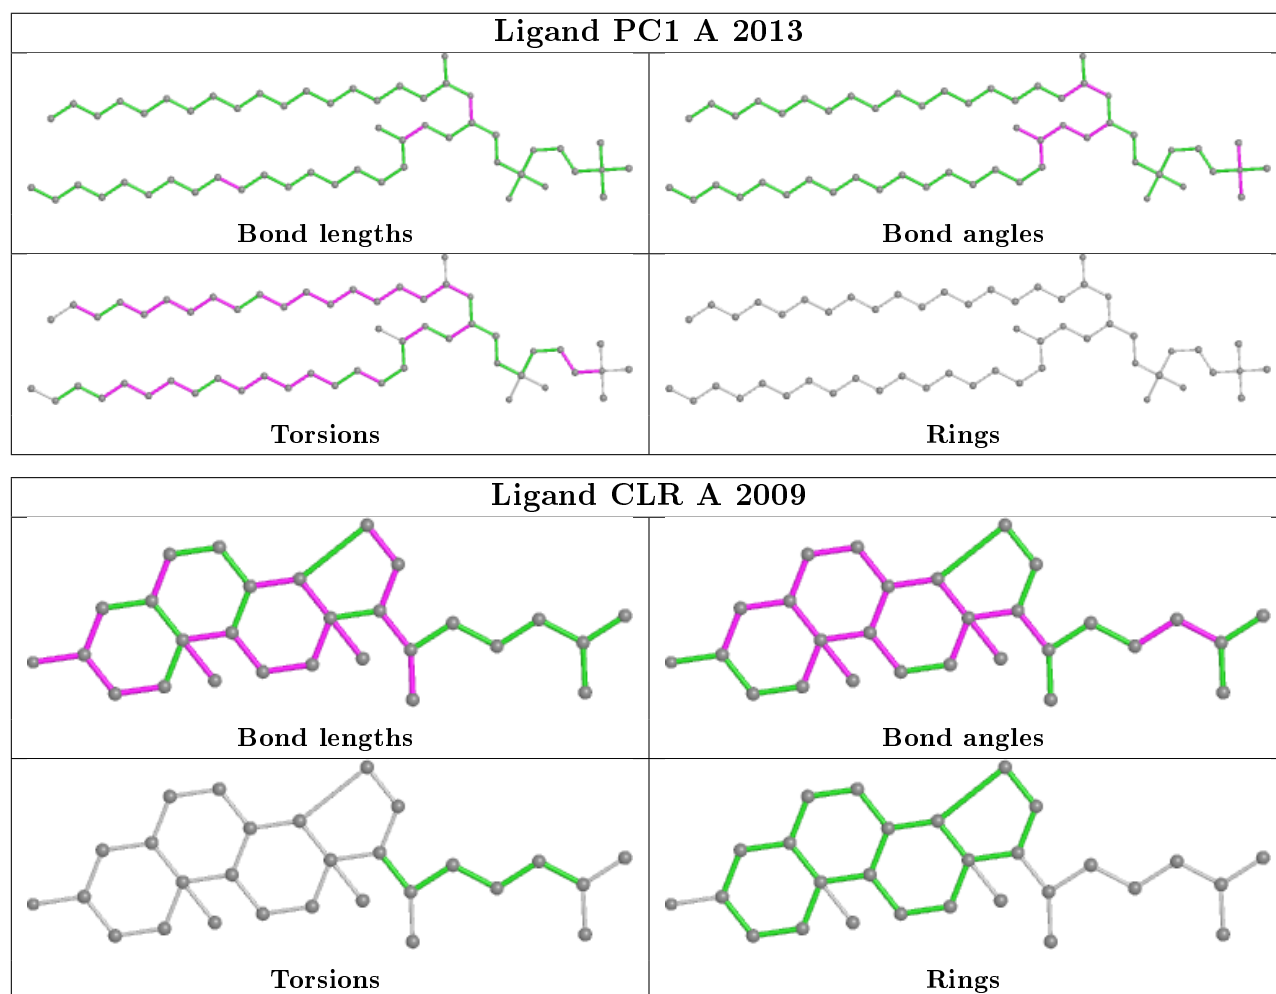 Ligand PC1 A 2013
Bond lengths
Bond angles
Torsions
Rings
Ligand CLR A 2009
Bond lengths
Bond angles
Torsions
Rings